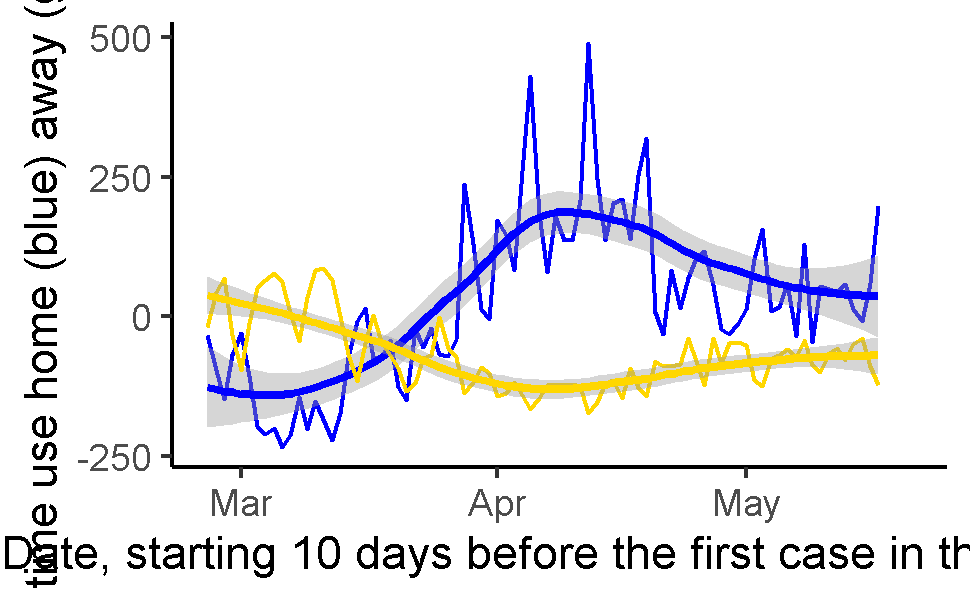 time use home (blue) away (
500
250
0
-250
Mar Apr May
Date, starting 10 days before the first case in th